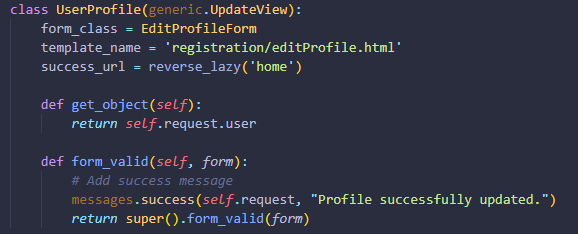 class UserProfile(generic.UpdateView):
    form_class = EditProfileForm
    template_name = 'registration/editProfile.html'
    success_url = reverse_lazy('home')

    def get_object(self):
        return self.request.user

    def form_valid(self, form):
        # Add success message
        messages.success(self.request, "Profile successfully updated.")
        return super().form_valid(form)